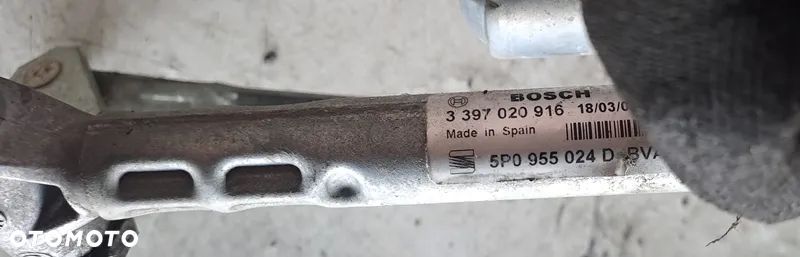 BOSCH
3 397 020 916 18/03/0
Made in Spain
5P0 955 024 D BVA
OTOMOTO